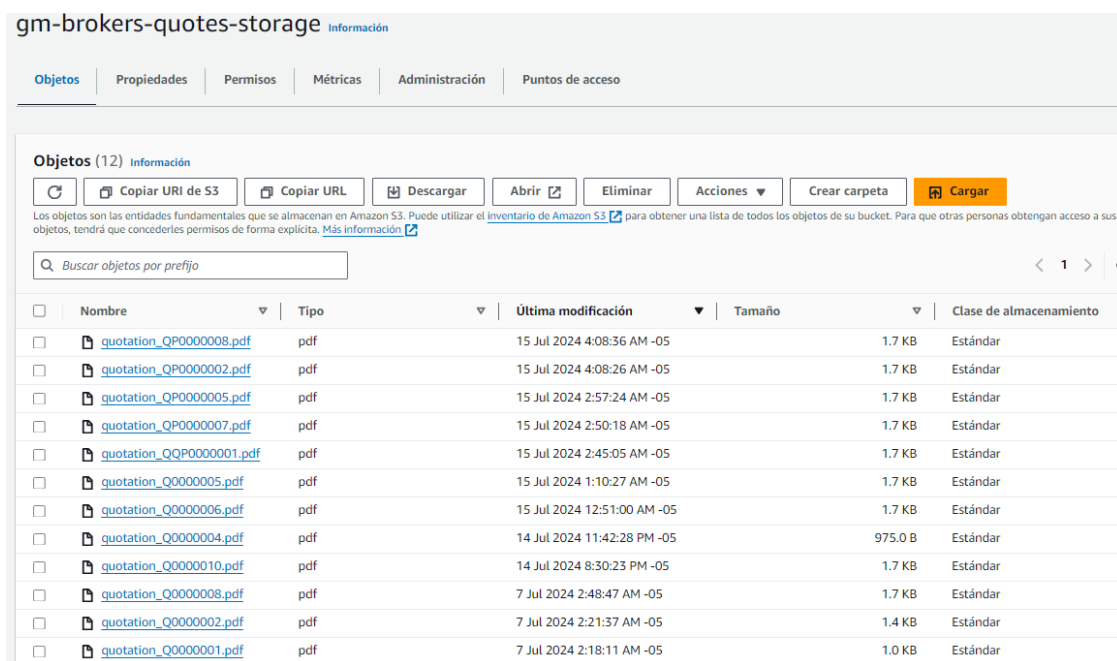 gm-brokers-quotes-storage Información
Objetos Propiedades Permisos Métricas Administración Puntos de acceso
Objetos (12) Información
Copiar URI de S3 Copiar URL Descargar Abrir Eliminar Acciones Crear carpeta Cargar
Los objetos son las entidades fundamentales que se almacenan en Amazon S3. Puede utilizar el inventario de Amazon S3 para obtener una lista de todos los objetos de su bucket. Para que otras personas obtengan acceso a sus
objetos, tendrá que concederles permisos de forma explícita. Más información
Buscar objetos por prefijo
1
Nombre Tipo Última modificación Tamaño Clase de almacenamiento
quotation_QP0000008.pdf pdf 15 Jul 2024 4:08:36 AM -05 1.7 KB Estándar
quotation_QP0000002.pdf pdf 15 Jul 2024 4:08:26 AM -05 1.7 KB Estándar
quotation_QP0000005.pdf pdf 15 Jul 2024 2:57:24 AM -05 1.7 KB Estándar
quotation_QP0000007.pdf pdf 15 Jul 2024 2:50:18 AM -05 1.7 KB Estándar
quotation_QQP0000001.pdf pdf 15 Jul 2024 2:45:05 AM -05 1.7 KB Estándar
quotation_Q0000005.pdf pdf 15 Jul 2024 1:10:27 AM -05 1.7 KB Estándar
quotation_Q0000006.pdf pdf 15 Jul 2024 12:51:00 AM -05 1.7 KB Estándar
quotation_Q0000004.pdf pdf 14 Jul 2024 11:42:28 PM -05 975.0 B Estándar
quotation_Q0000010.pdf pdf 14 Jul 2024 8:30:23 PM -05 1.7 KB Estándar
quotation_Q0000008.pdf pdf 7 Jul 2024 2:48:47 AM -05 1.7 KB Estándar
quotation_Q0000002.pdf pdf 7 Jul 2024 2:21:37 AM -05 1.4 KB Estándar
quotation_Q0000001.pdf pdf 7 Jul 2024 2:18:11 AM -05 1.0 KB Estándar